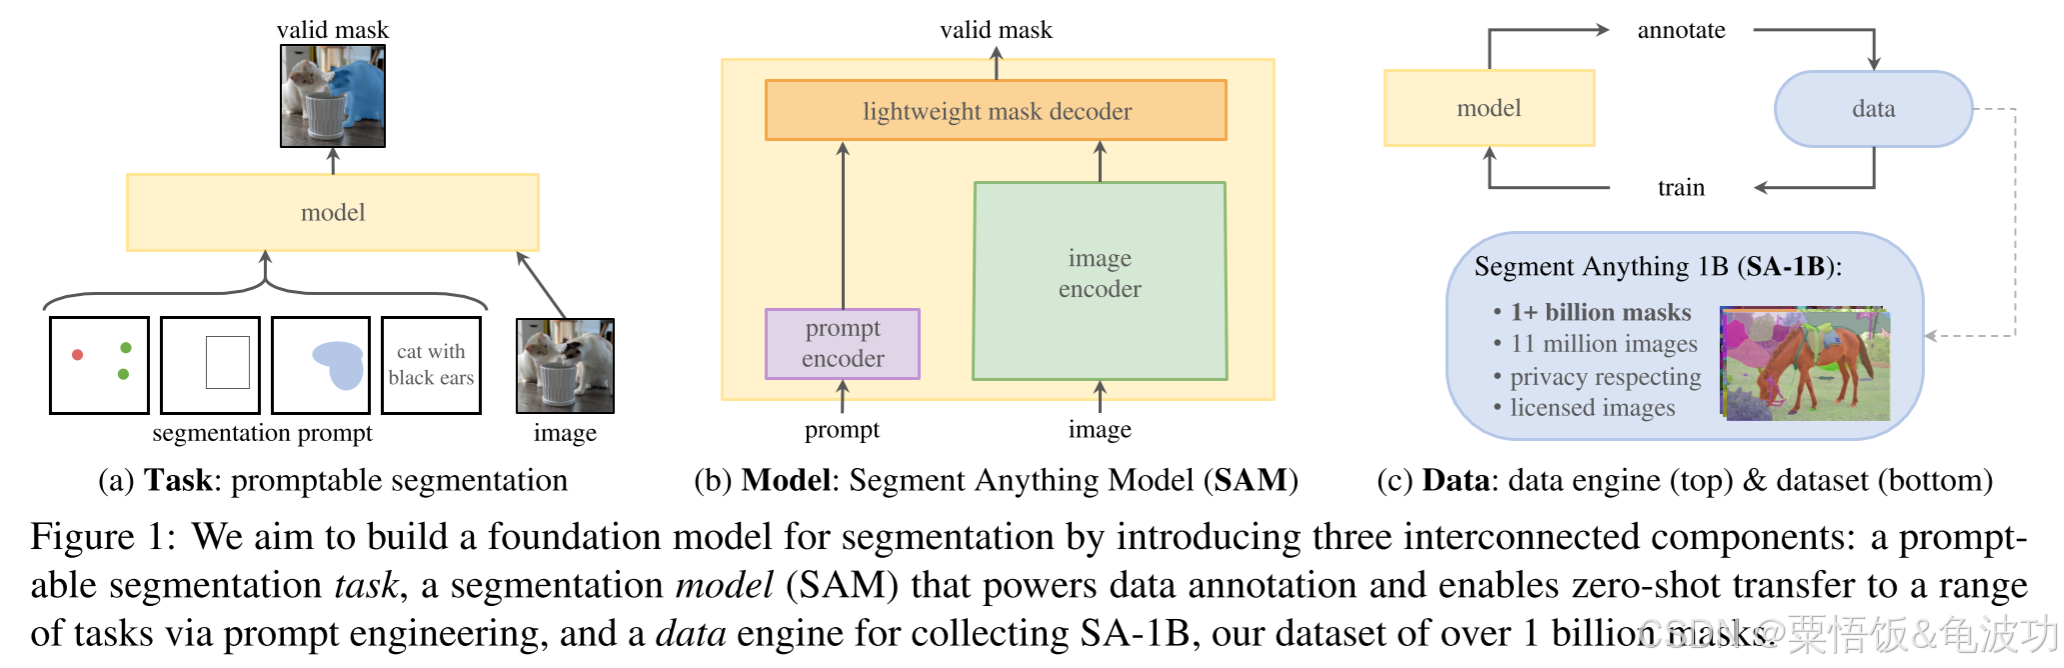 valid mask
model
cat with
black ears
segmentation prompt
image
(a) Task: promptable segmentation
valid mask
lightweight mask decoder
image
encoder
prompt
encoder
prompt
image
(b) Model: Segment Anything Model (SAM)
annotate
model
data
train
Segment Anything 1B (SA-1B):
• 1+ billion masks
• 11 million images
• privacy respecting
• licensed images
(c) Data: data engine (top) & dataset (bottom)
Figure 1: We aim to build a foundation model for segmentation by introducing three interconnected components: a prompt-
able segmentation task, a segmentation model (SAM) that powers data annotation and enables zero-shot transfer to a range
of tasks via prompt engineering, and a data engine for collecting SA-1B, our dataset of over 1 billion masks.
CSDN @粟悟饭&龟波功